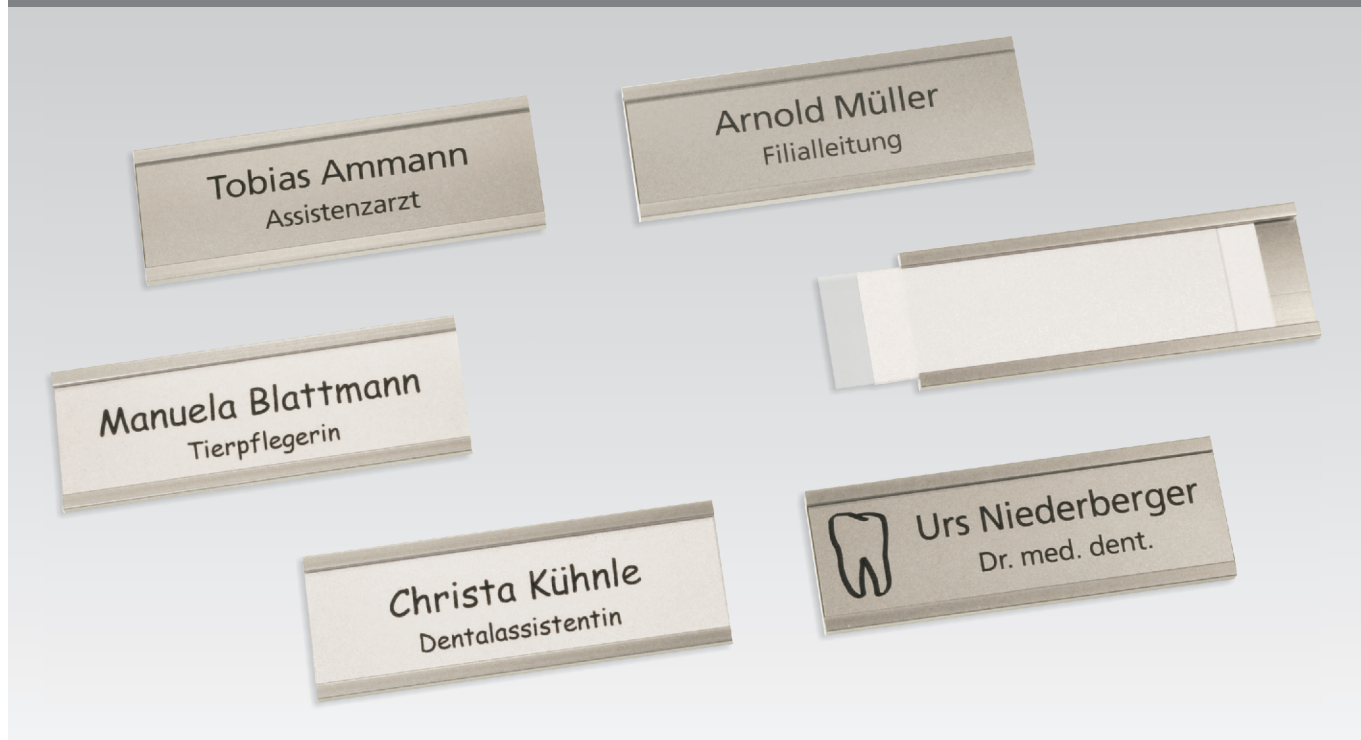 Tobias Ammann
Assistenzarzt
Arnold Müller
Filialleitung
Manuela Blattmann
Tierpflegerin
Christa Kühnle
Dentalassistentin
Urs Niederberger
Dr. med. dent.